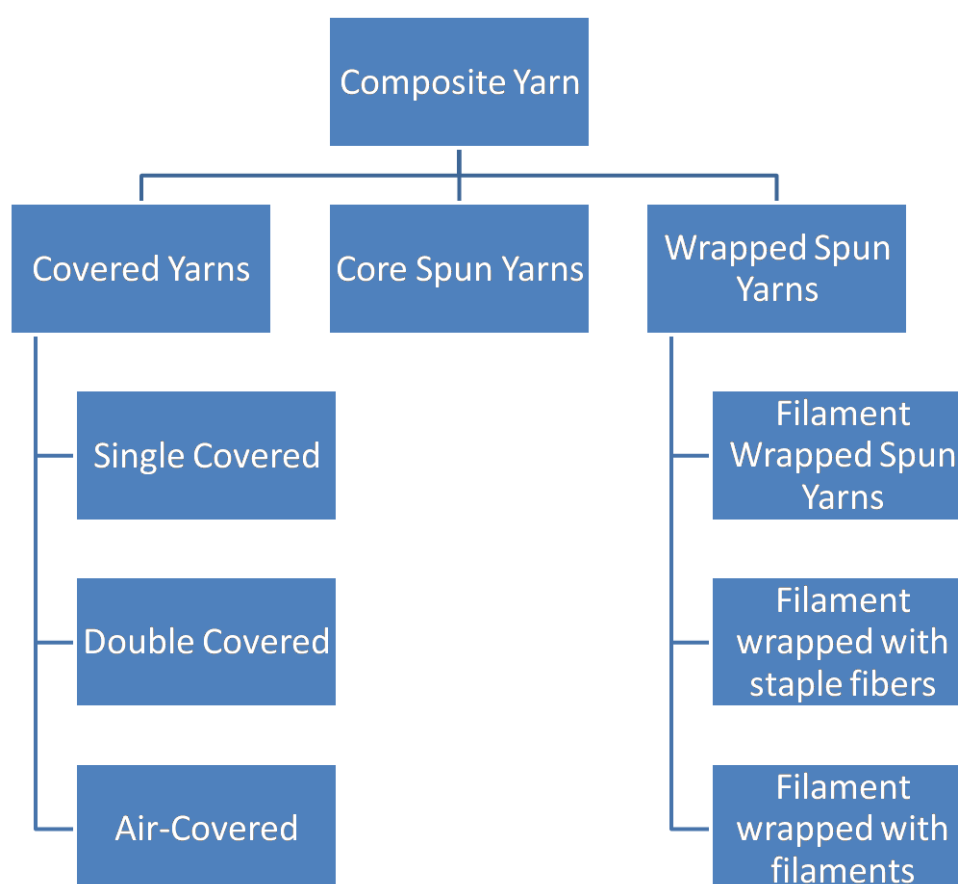 Composite Yarn
Covered Yarns
Core Spun Yarns
Wrapped Spun
Yarns
Single Covered
Double Covered
Air-Covered
Filament
Wrapped Spun
Yarns
Filament
wrapped with
staple fibers
Filament
wrapped with
filaments